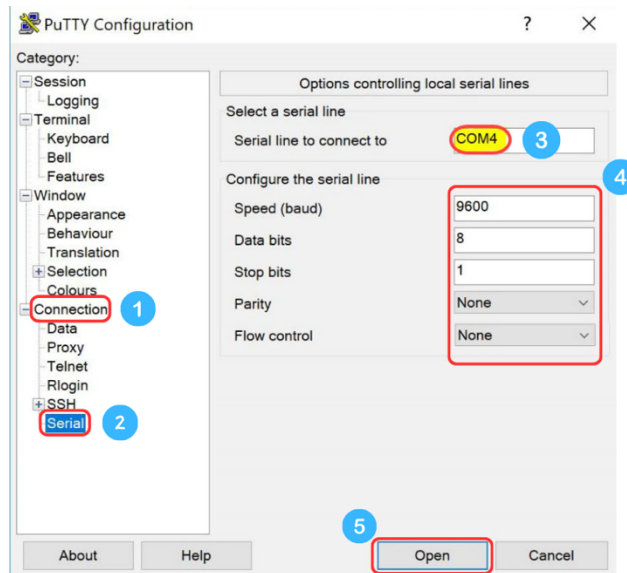 PuTTY Configuration ? ×
Category:
Session
Logging
Terminal
Keyboard
Bell
Features
Window
Appearance
Behaviour
Translation
Selection
Colours
Connection 1
Data
Proxy
Telnet
Rlogin
SSH
Serial 2
Options controlling local serial lines
Select a serial line
Serial line to connect to COM4 3
Configure the serial line 4
Speed (baud) 9600
Data bits 8
Stop bits 1
Parity None
Flow control None
5
About Help Open Cancel